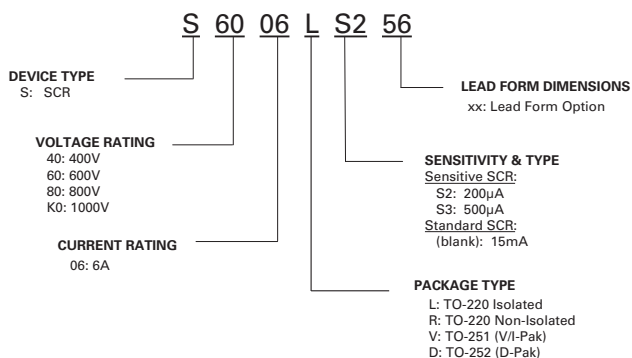 S 60 06 L S2 56
DEVICE TYPE
S: SCR
VOLTAGE RATING
40: 400V
60: 600V
80: 800V
K0: 1000V
CURRENT RATING
06: 6A
LEAD FORM DIMENSIONS
xx: Lead Form Option
SENSITIVITY & TYPE
Sensitive SCR:
S2: 200µA
S3: 500µA
Standard SCR:
(blank): 15mA
PACKAGE TYPE
L: TO-220 Isolated
R: TO-220 Non-Isolated
V: TO-251 (V/I-Pak)
D: TO-252 (D-Pak)